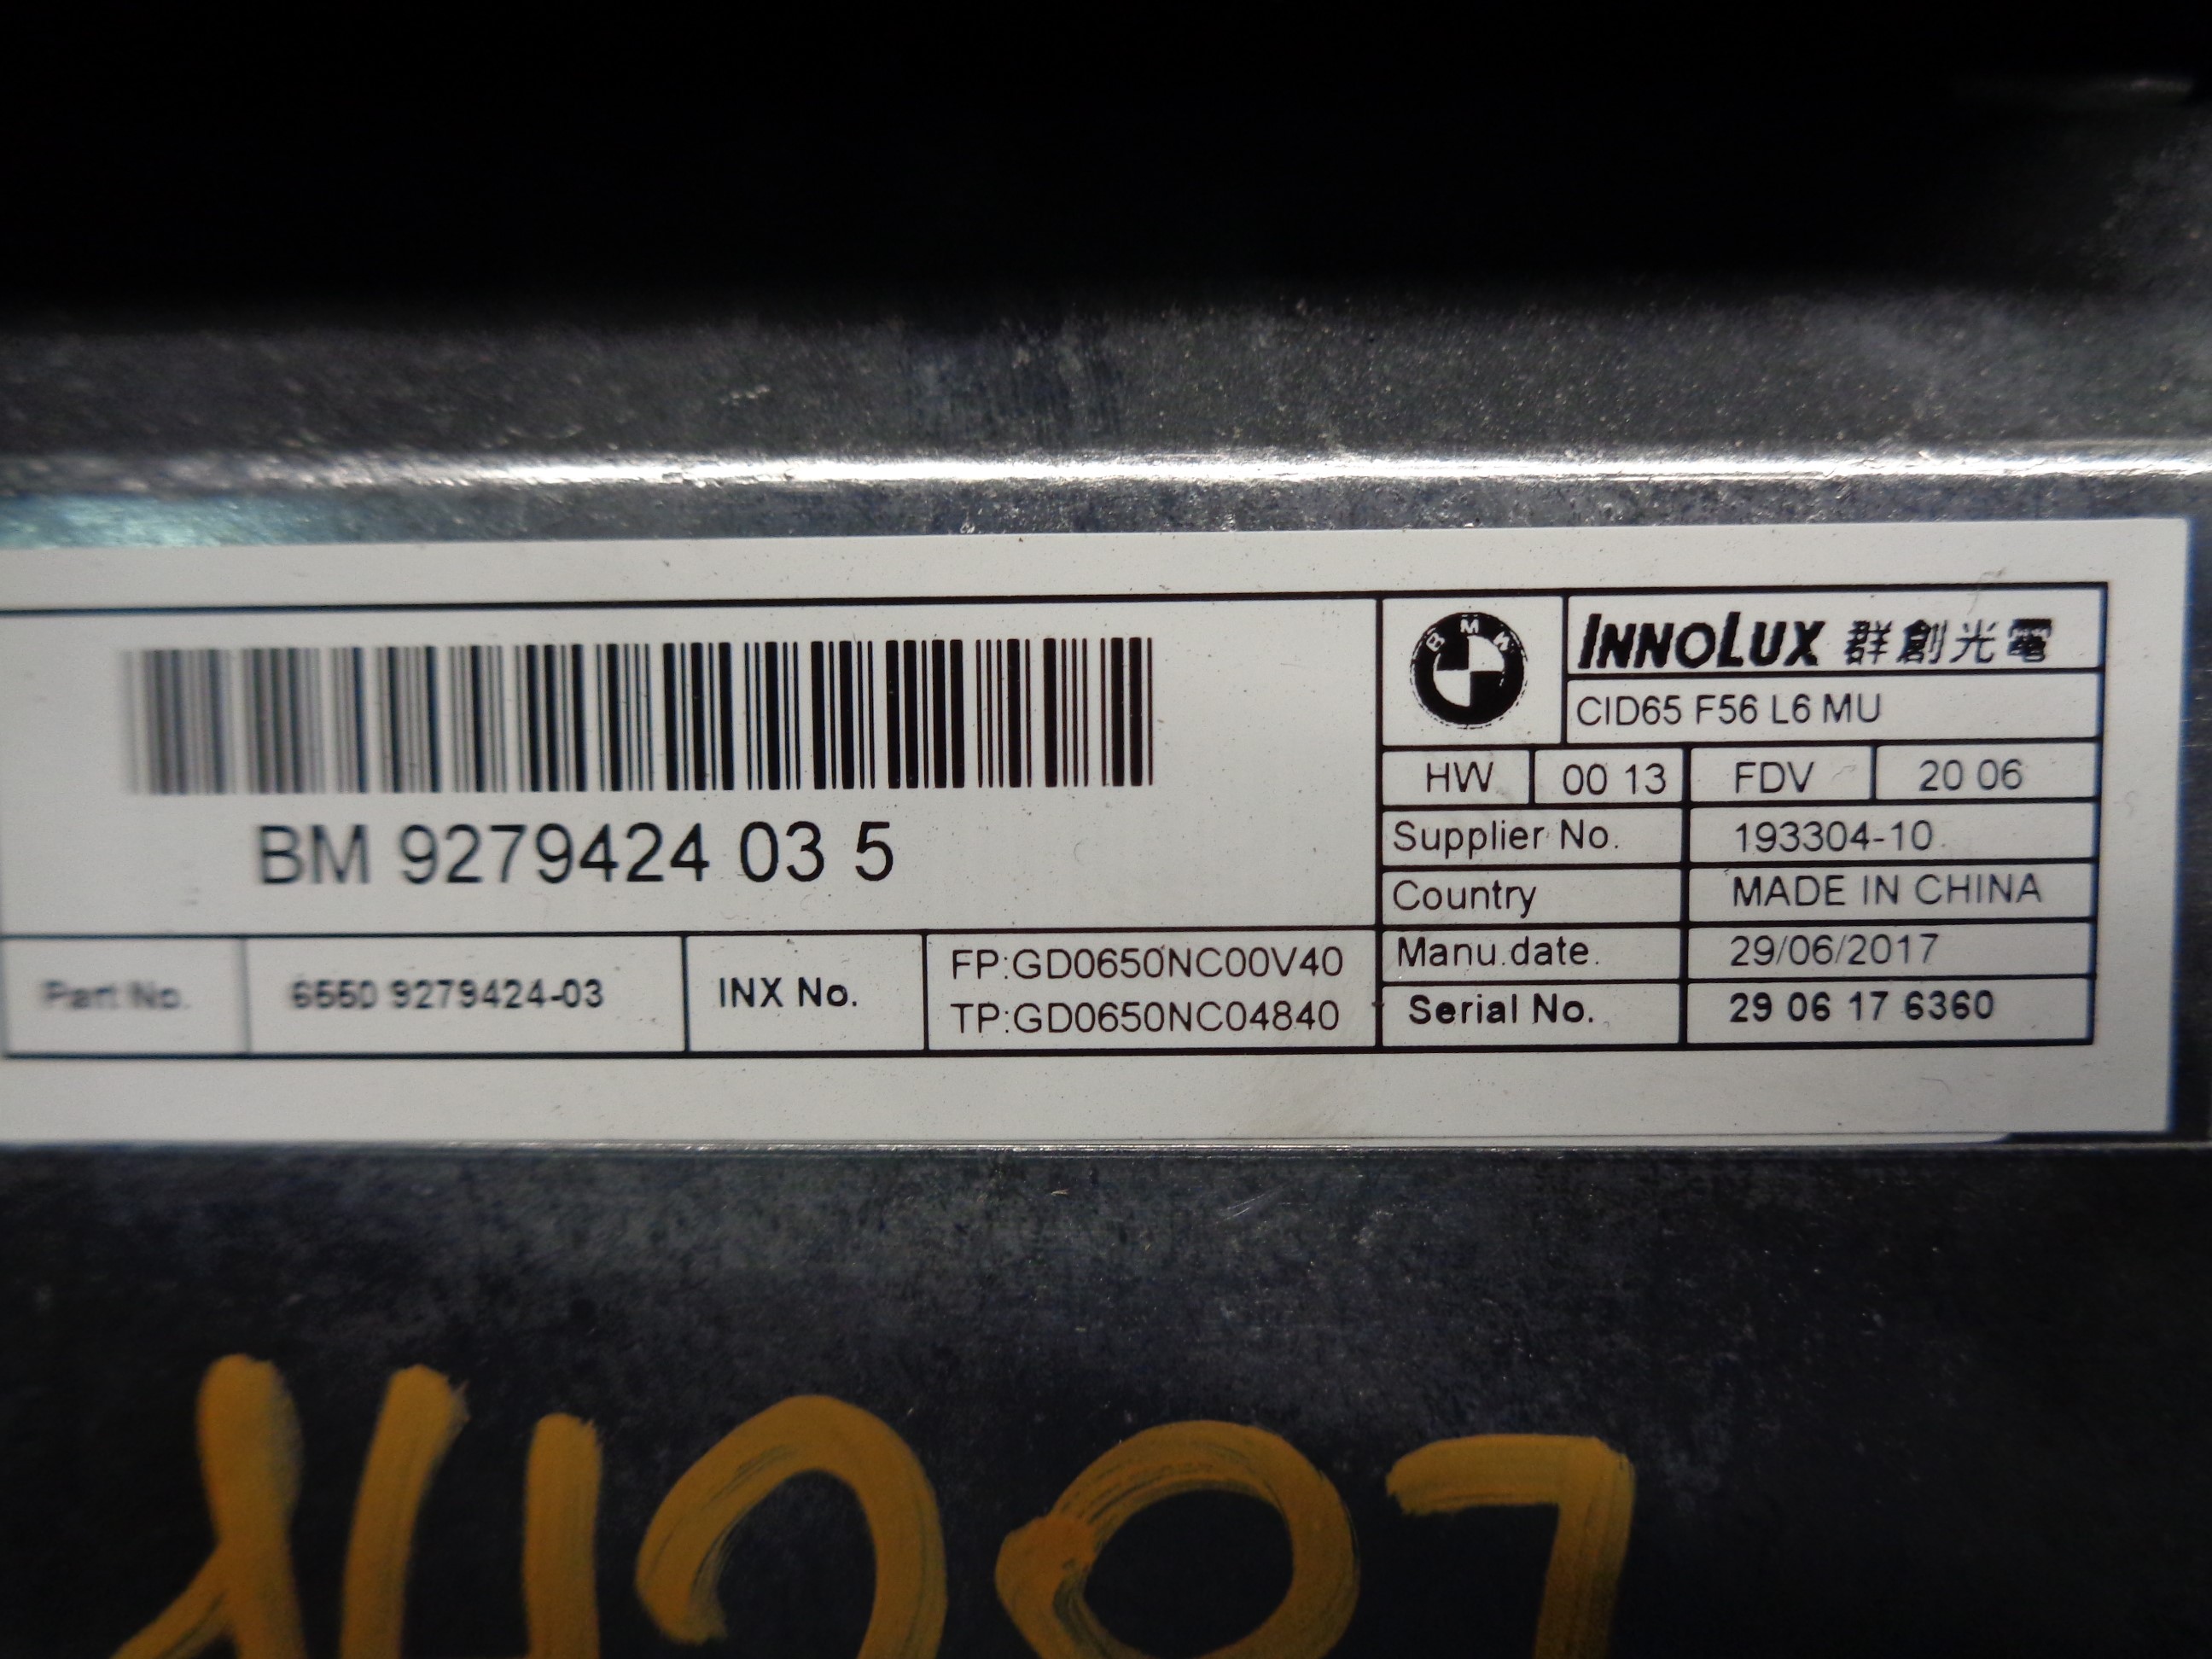 BMW
INNOLUX 群創光電
CID65 F56 L6 MU
HW 00 13 FDV 20 06
BM 9279424 03 5
Supplier No. 193304-10
Country MADE IN CHINA
Manu.date. 29/06/2017
Serial No. 29 06 17 6360
Part No. 6550 9279424-03
INX No.
FP:GD0650NC00V40
TP:GD0650NC04840